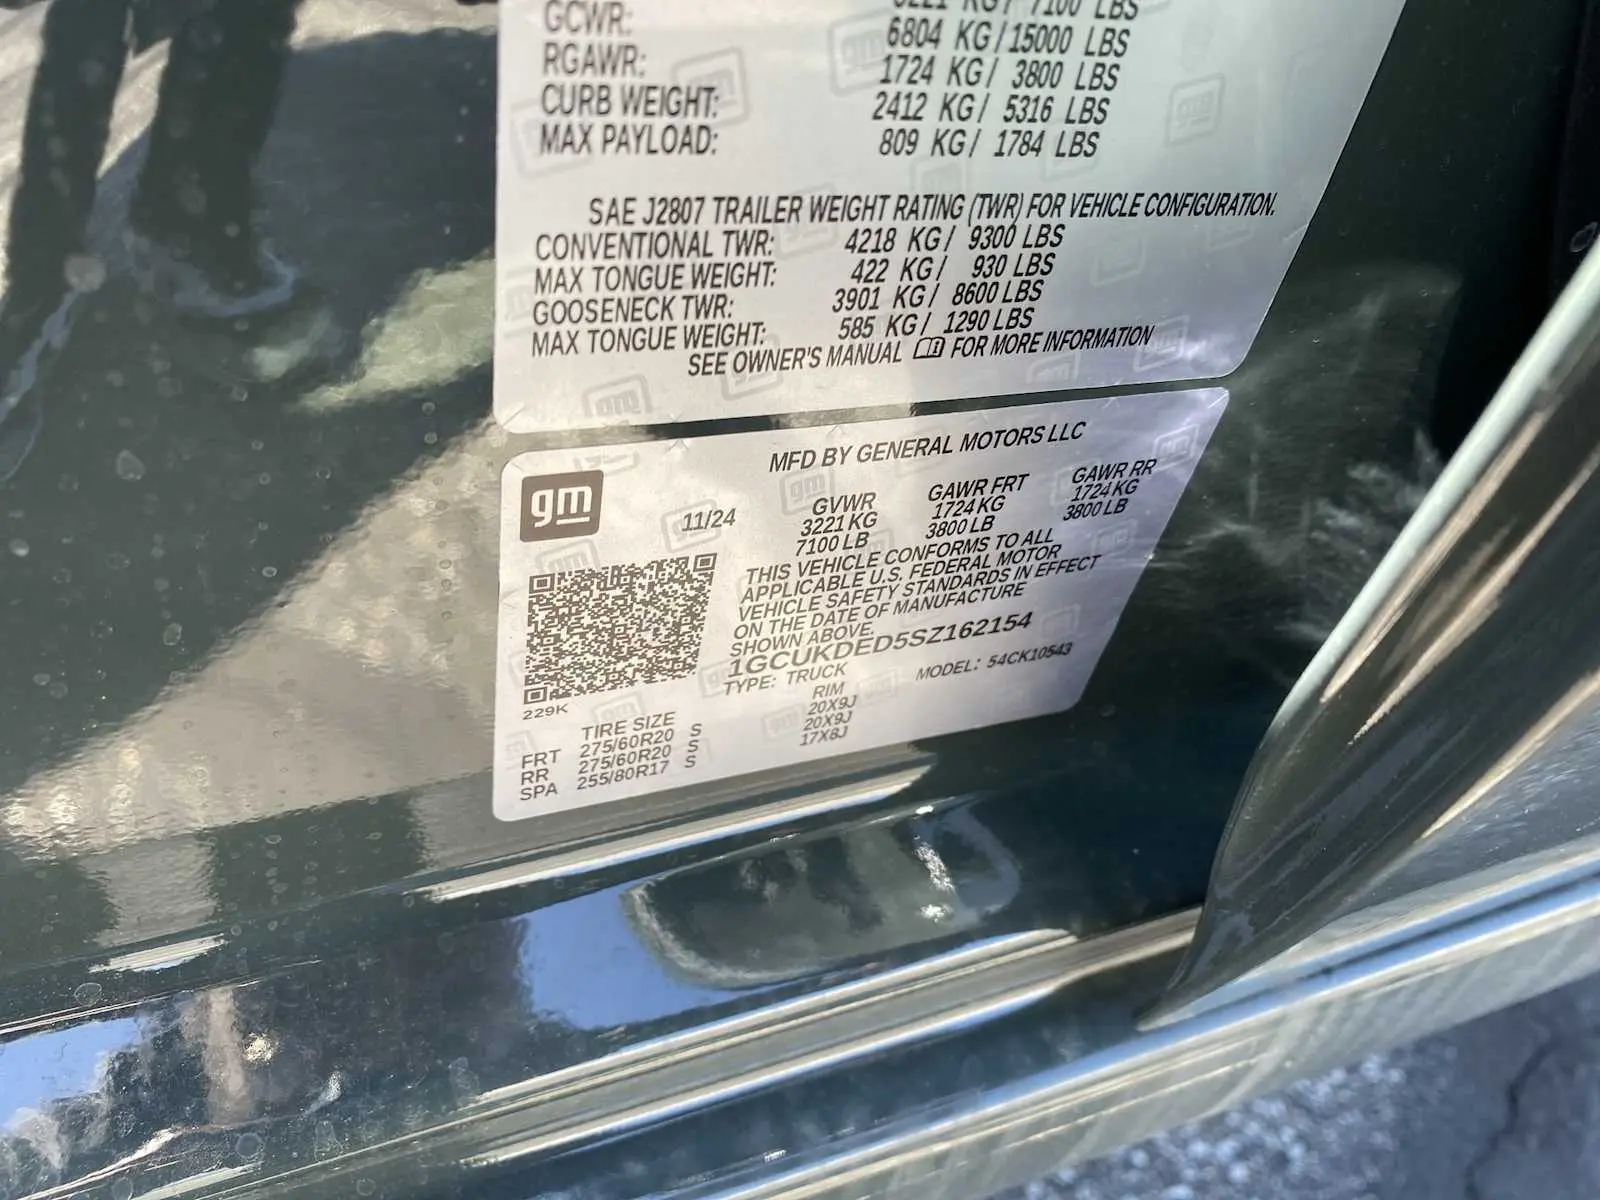 GCWR: 3221 KG/ 7100 LBS
RGAWR: 6804 KG/15000 LBS
CURB WEIGHT: 1724 KG/ 3800 LBS
MAX PAYLOAD: 2412 KG/ 5316 LBS
809 KG/ 1784 LBS
SAE J2807 TRAILER WEIGHT RATING (TWR) FOR VEHICLE CONFIGURATION.
CONVENTIONAL TWR: 4218 KG/ 9300 LBS
MAX TONGUE WEIGHT: 422 KG/ 930 LBS
GOOSENECK TWR: 3901 KG/ 8600 LBS
MAX TONGUE WEIGHT: 585 KG/ 1290 LBS
SEE OWNER'S MANUAL FOR MORE INFORMATION
MFD BY GENERAL MOTORS LLC
gm
11/24
GVWR GAWR FRT GAWR RR
3221 KG 1724 KG 1724 KG
7100 LB 3800 LB 3800 LB
THIS VEHICLE CONFORMS TO ALL
APPLICABLE U.S. FEDERAL MOTOR
VEHICLE SAFETY STANDARDS IN EFFECT
ON THE DATE OF MANUFACTURE
SHOWN ABOVE.
1GCUKDED5SZ162154
TYPE: TRUCK MODEL: 54CK10543
229K
TIRE SIZE RIM
FRT 275/60R20 S 20X9J
RR 275/60R20 S 20X9J
SPA 255/80R17 S 17X8J